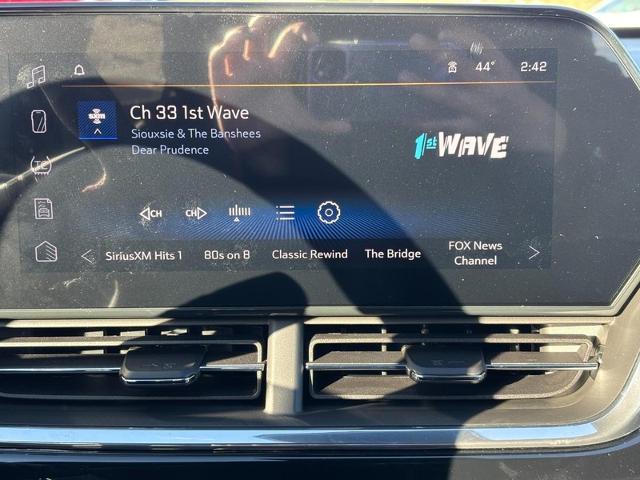 44° 2:42
sxm
Ch 33 1st Wave
Siouxsie & The Banshees
Dear Prudence
1st WAVE
CH CH
SiriusXM Hits 1 80s on 8 Classic Rewind The Bridge FOX News
Channel